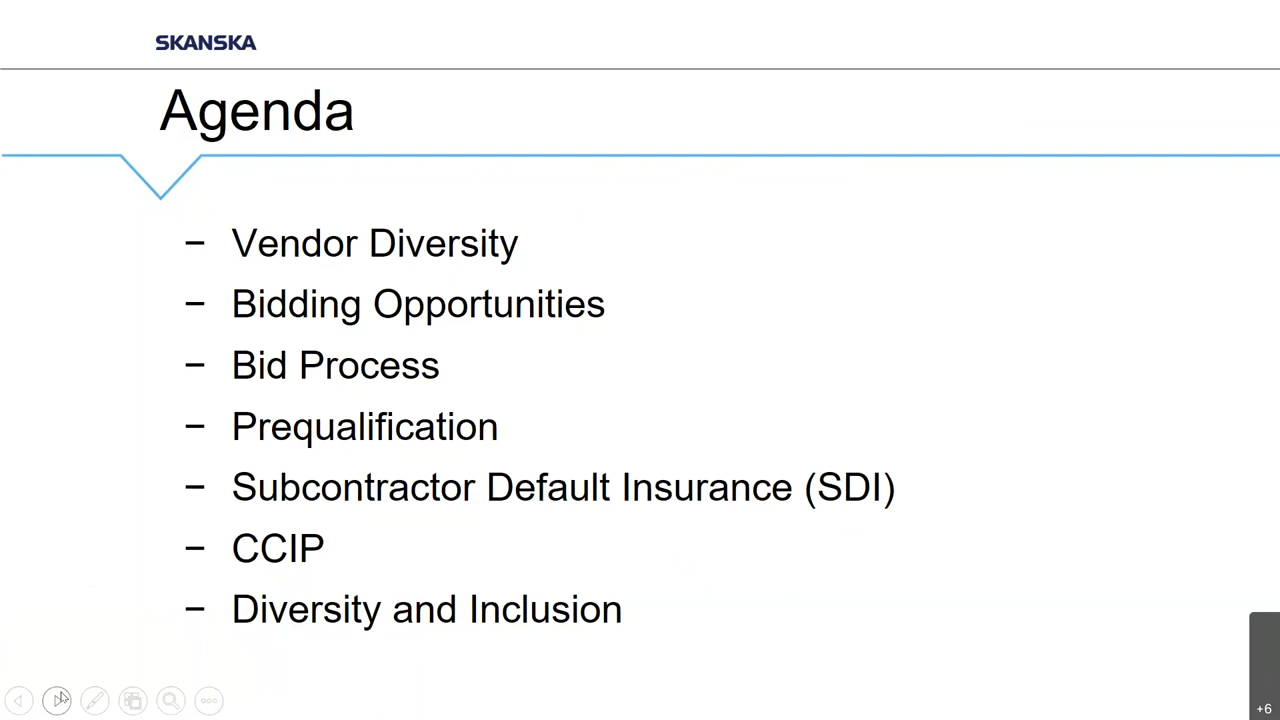 SKANSKA
Agenda
– Vendor Diversity
– Bidding Opportunities
– Bid Process
– Prequalification
– Subcontractor Default Insurance (SDI)
– CCIP
– Diversity and Inclusion
+6